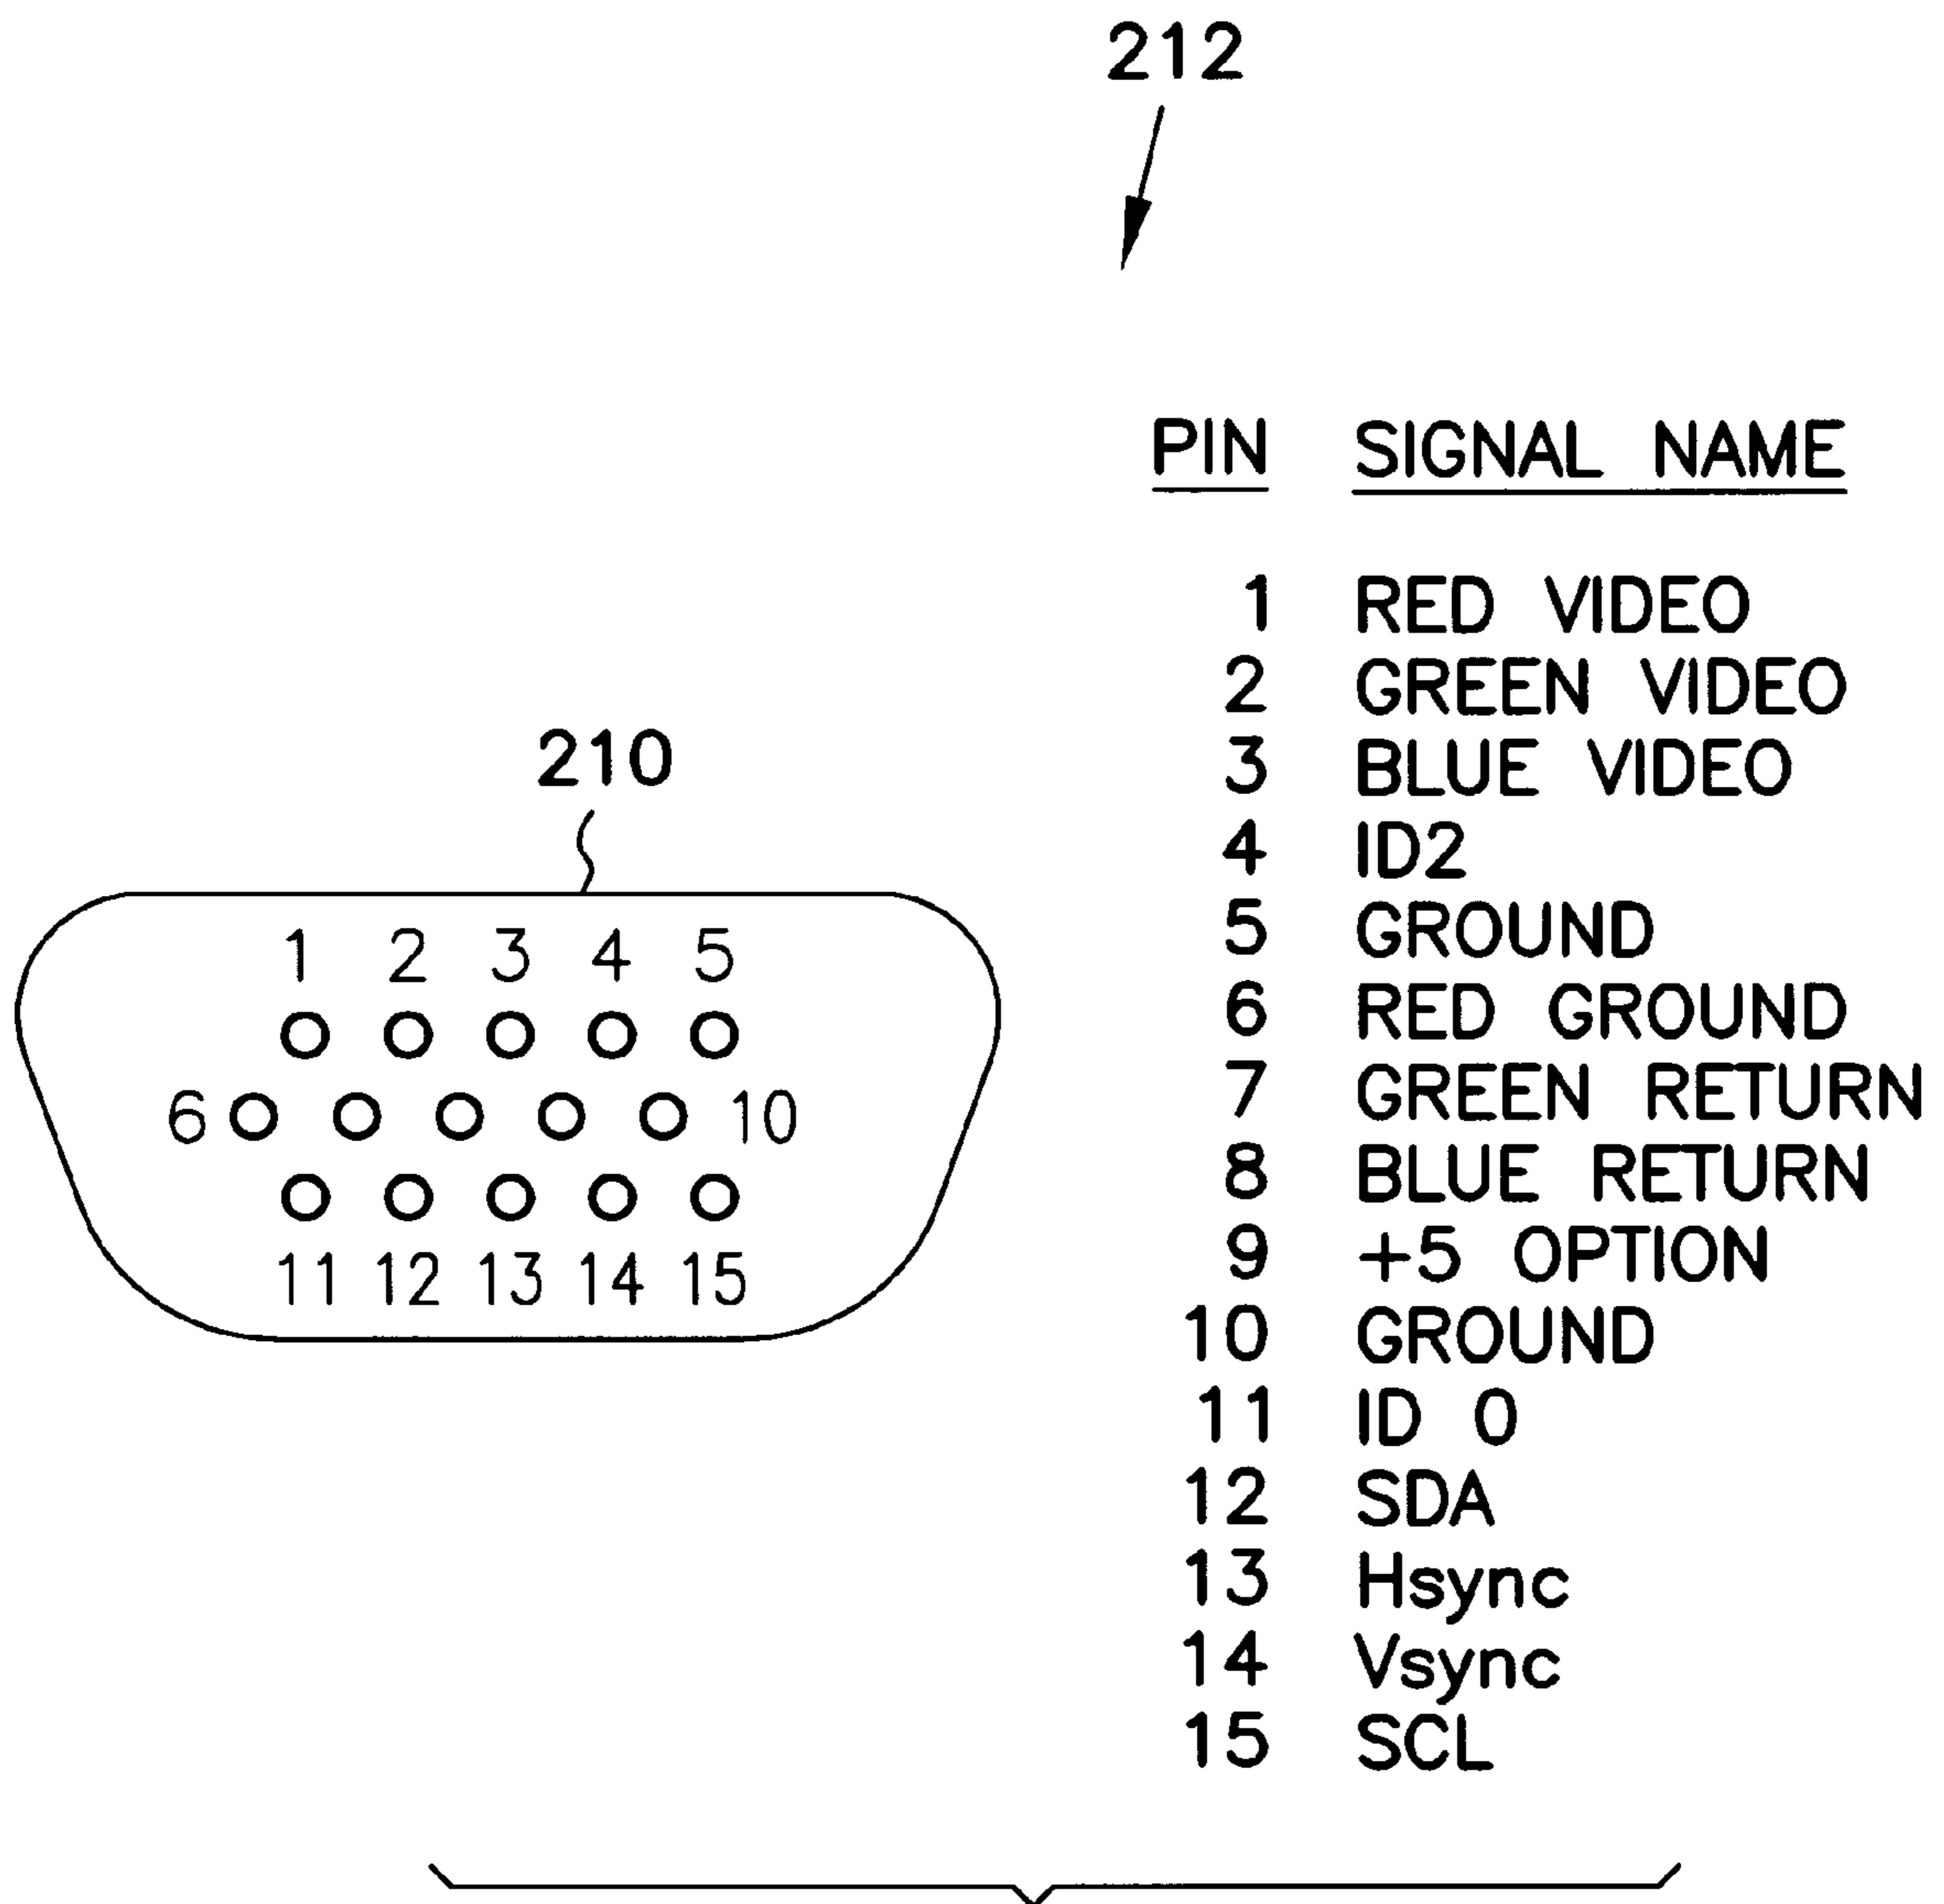 212
PIN SIGNAL NAME
1 RED VIDEO
2 GREEN VIDEO
3 BLUE VIDEO
4 ID2
5 GROUND
6 RED GROUND
7 GREEN RETURN
8 BLUE RETURN
9 +5 OPTION
10 GROUND
11 ID 0
12 SDA
13 Hsync
14 Vsync
15 SCL
210
1 2 3 4 5
6 10
11 12 13 14 15